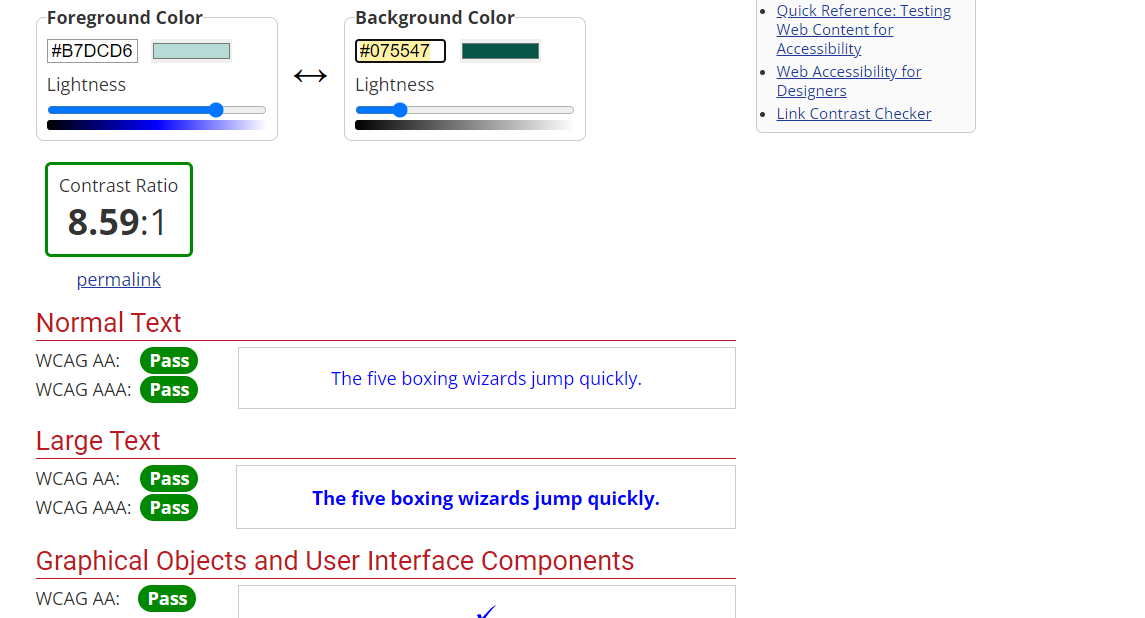 Foreground Color
#B7DCD6
Lightness
Background Color
#075547
Lightness
Quick Reference: Testing
Web Content for
Accessibility
Web Accessibility for
Designers
Link Contrast Checker
Contrast Ratio
8.59:1
permalink
Normal Text
WCAG AA: Pass
WCAG AAA: Pass
The five boxing wizards jump quickly.
Large Text
WCAG AA: Pass
WCAG AAA: Pass
The five boxing wizards jump quickly.
Graphical Objects and User Interface Components
WCAG AA: Pass